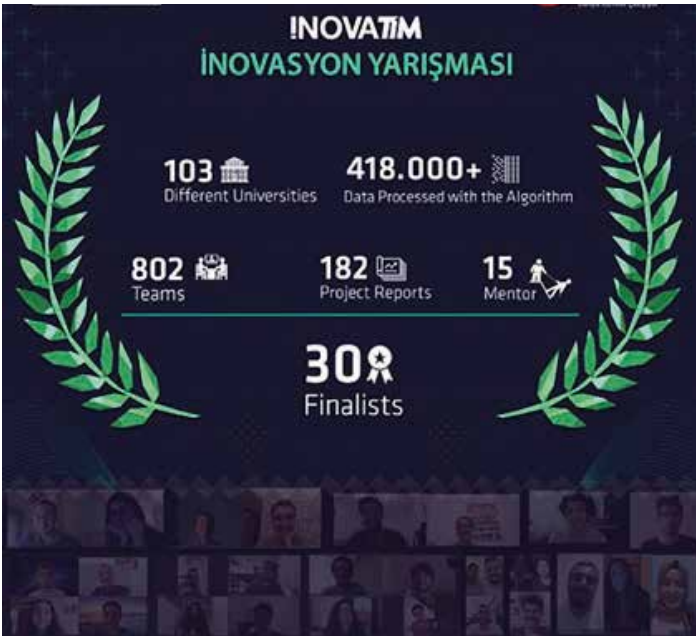 !NOVATİM
İNOVASYON YARIŞMASI
103
Different Universities
418.000+
Data Processed with the Algorithm
802
Teams
182
Project Reports
15
Mentor
30
Finalists